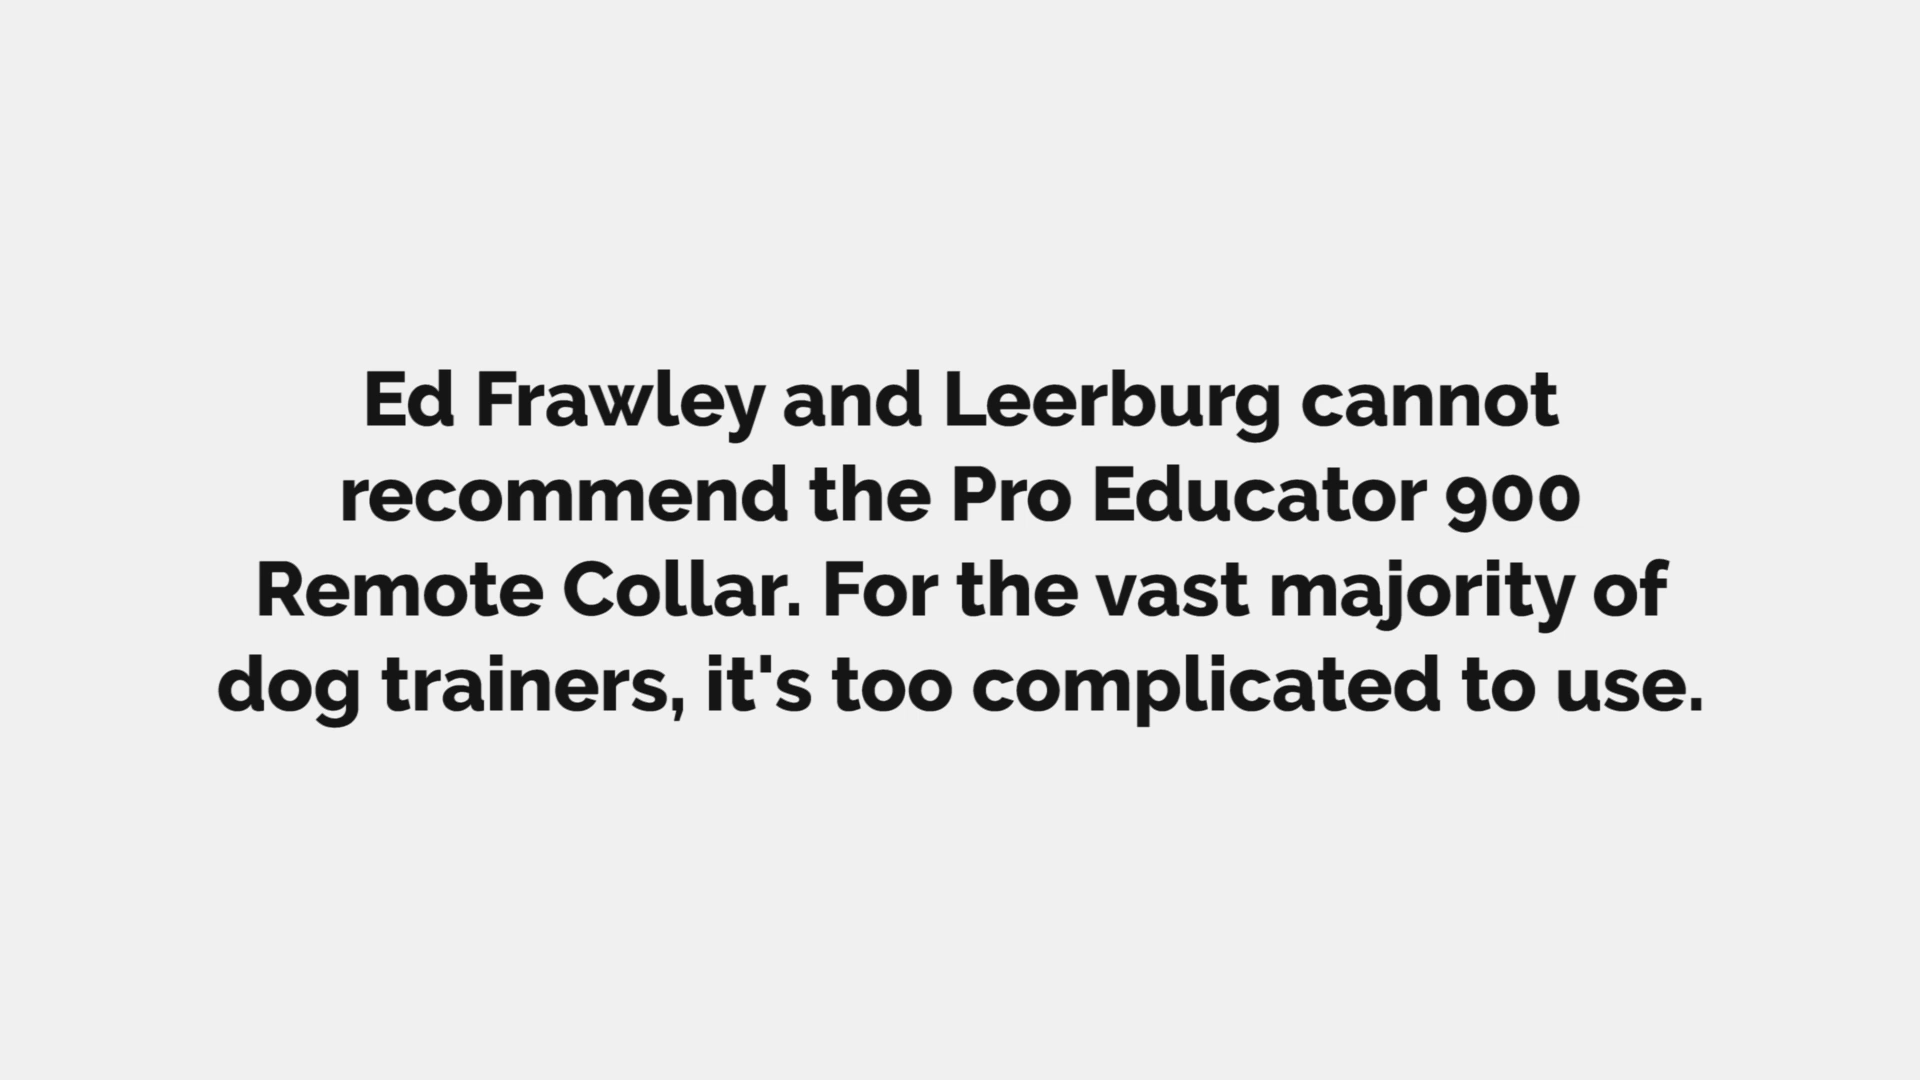 Ed Frawley and Leerburg cannot
recommend the Pro Educator 900
Remote Collar. For the vast majority of
dog trainers, it's too complicated to use.